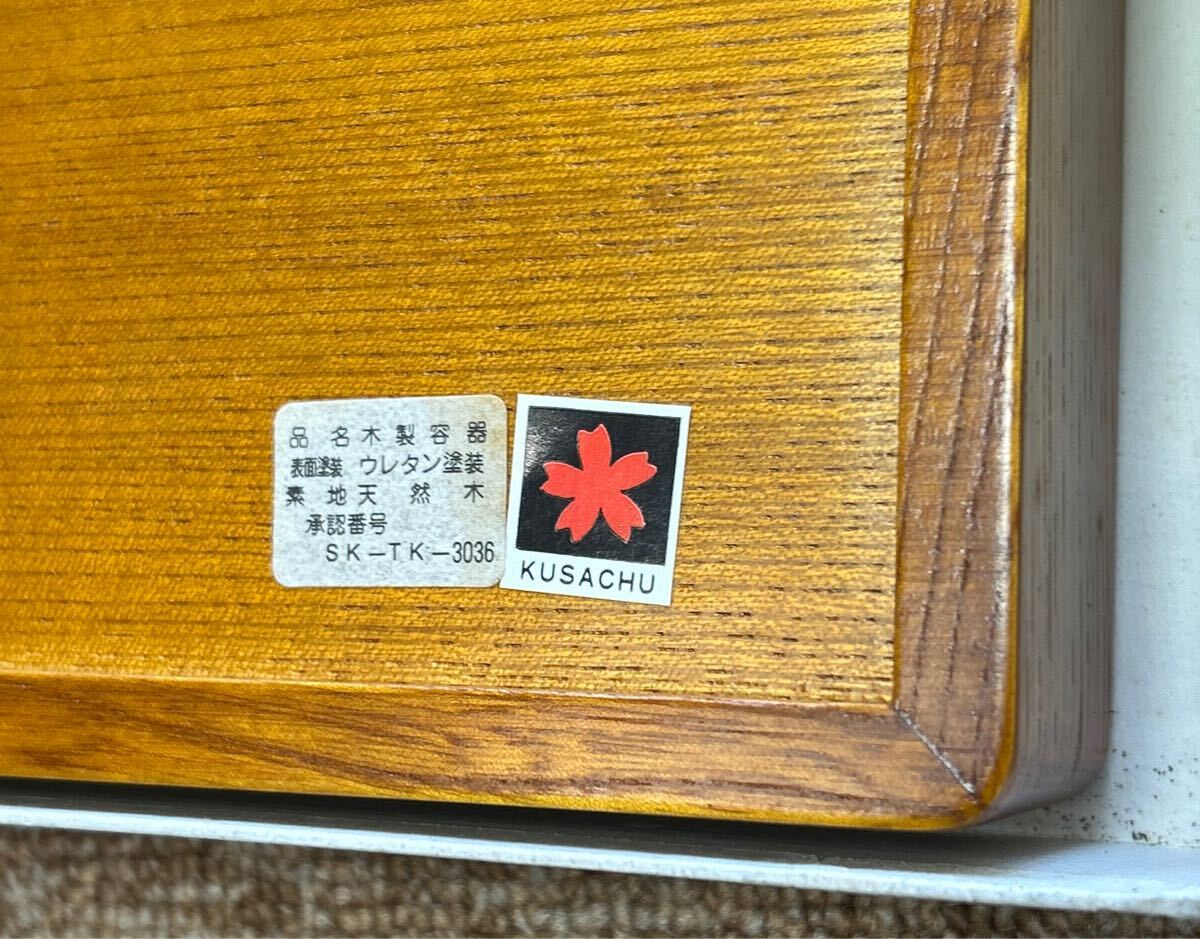 品名木製容器
表面塗装 ウレタン塗装
素地天然木
承認番号
SK-TK-3036
KUSACHU